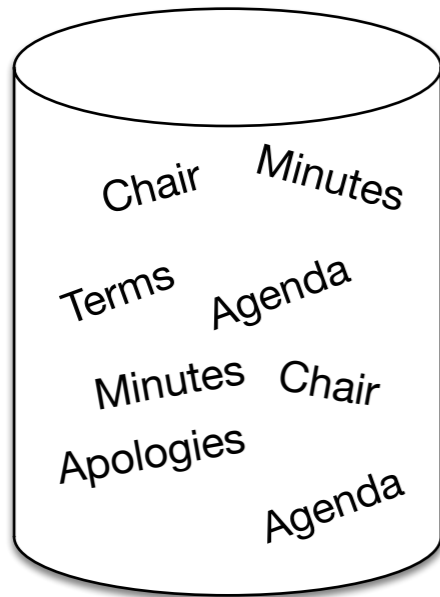 Chair
Minutes
Terms
Agenda
Minutes
Chair
Apologies
Agenda